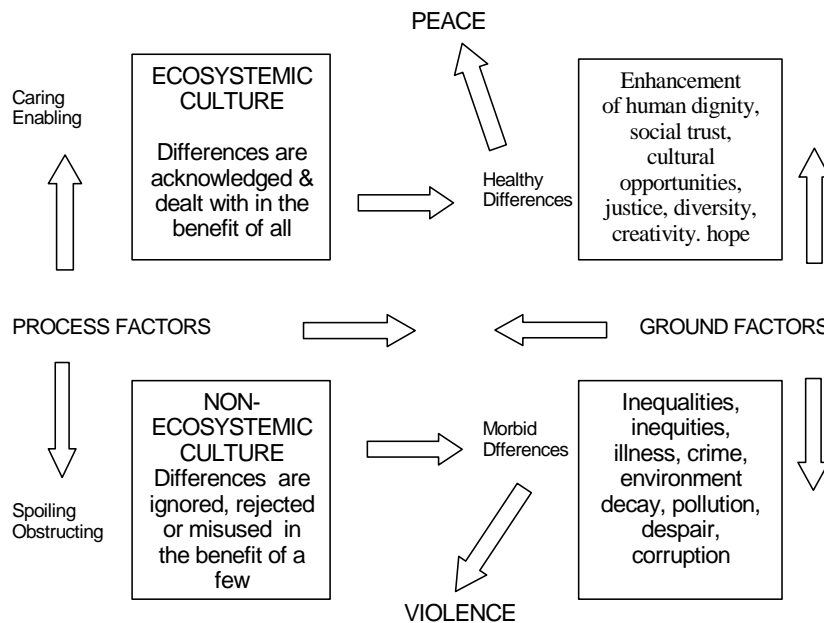 PEACE
Caring
Enabling
ECOSYSTEMIC
CULTURE
Differences are
acknowledged &
dealt with in the
benefit of all
Healthy
Differences
Enhancement
of human dignity,
social trust,
cultural
opportunities,
justice, diversity,
creativity. hope
PROCESS FACTORS
GROUND FACTORS
Spoiling
Obstructing
NON-
ECOSYSTEMIC
CULTURE
Differences are
ignored, rejected
or misused in
the benefit of a
few
Morbid
Dfferences
Inequalities,
inequities,
illness, crime,
environment
decay, pollution,
despair,
corruption
VIOLENCE